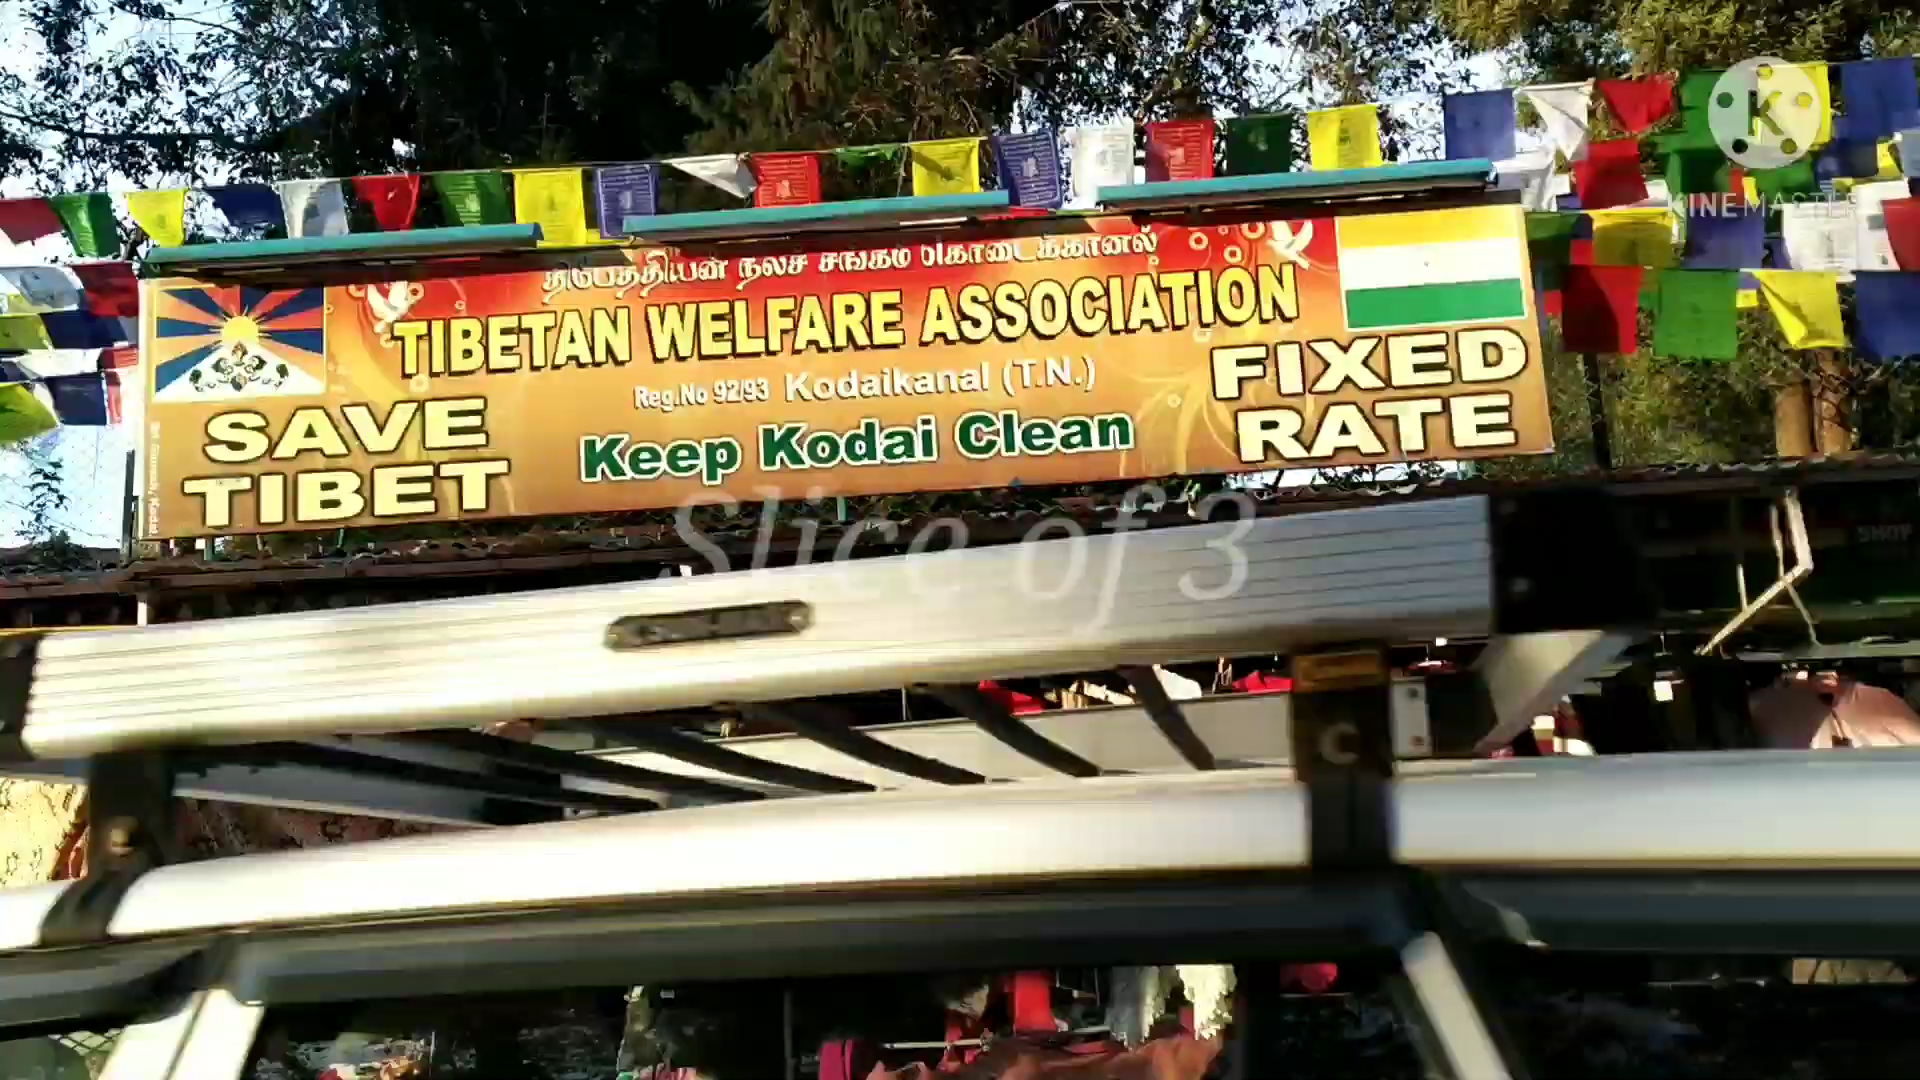 திபெத்தியன் நலச் சங்கம் கொடைக்கானல்
TIBETAN WELFARE ASSOCIATION
Reg.No 92/93 Kodaikanal (T.N.)
SAVE
TIBET
Keep Kodai Clean
FIXED
RATE
KINEMASTER
Slice of 3
SHOP